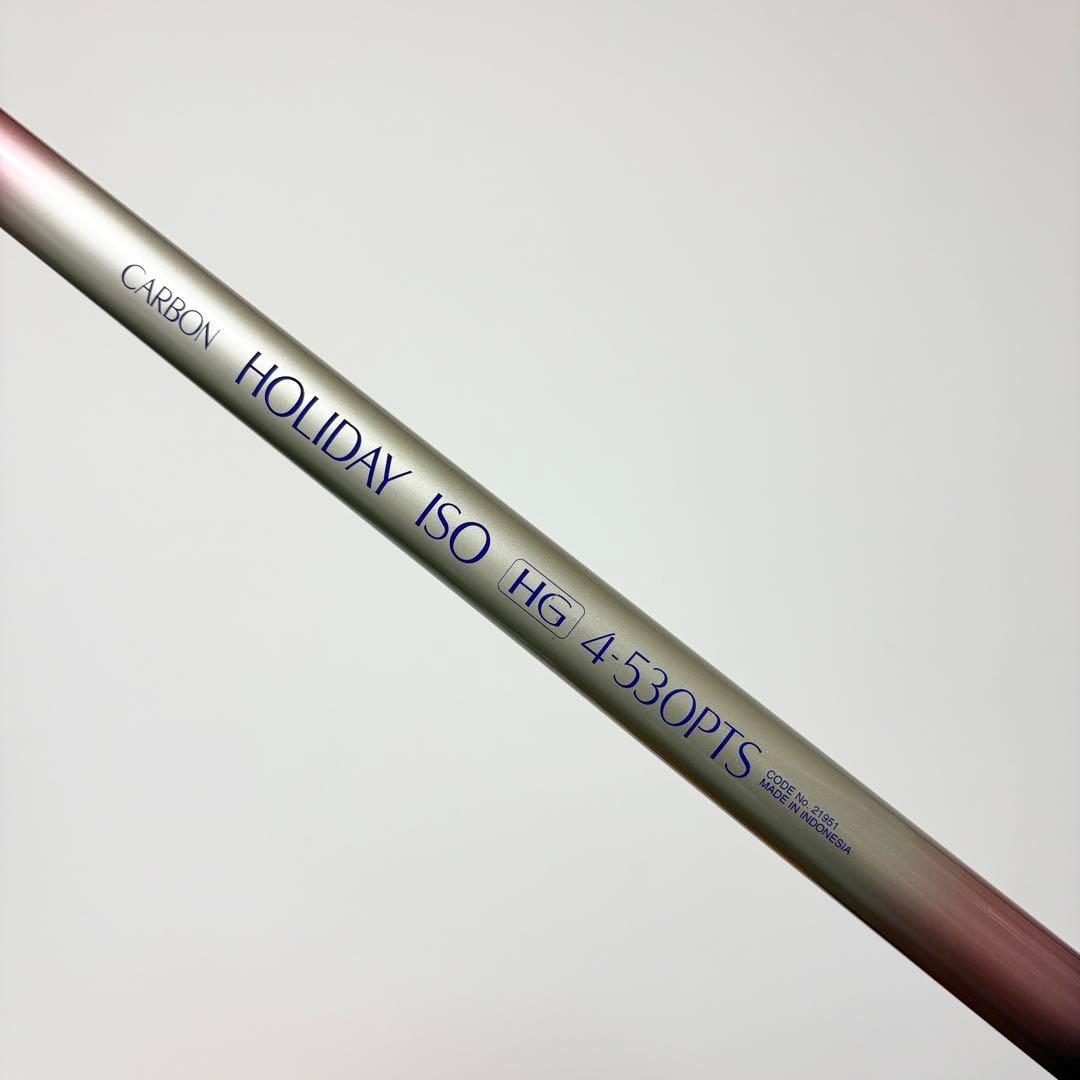 CARBON HOLIDAY ISO HG 4-530PTS
CODE No. 21951
MADE IN INDONESIA